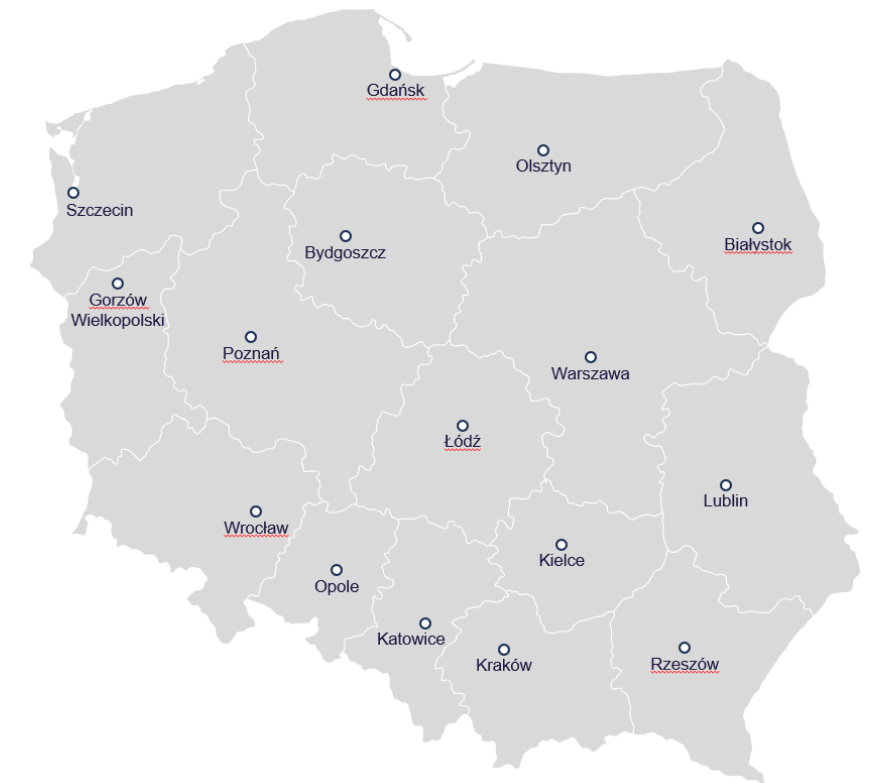 Gdańsk
Olsztyn
Szczecin
Białystok
Bydgoszcz
Gorzów
Wielkopolski
Poznań
Warszawa
Łódź
Lublin
Wrocław
Kielce
Opole
Katowice
Kraków
Rzeszów